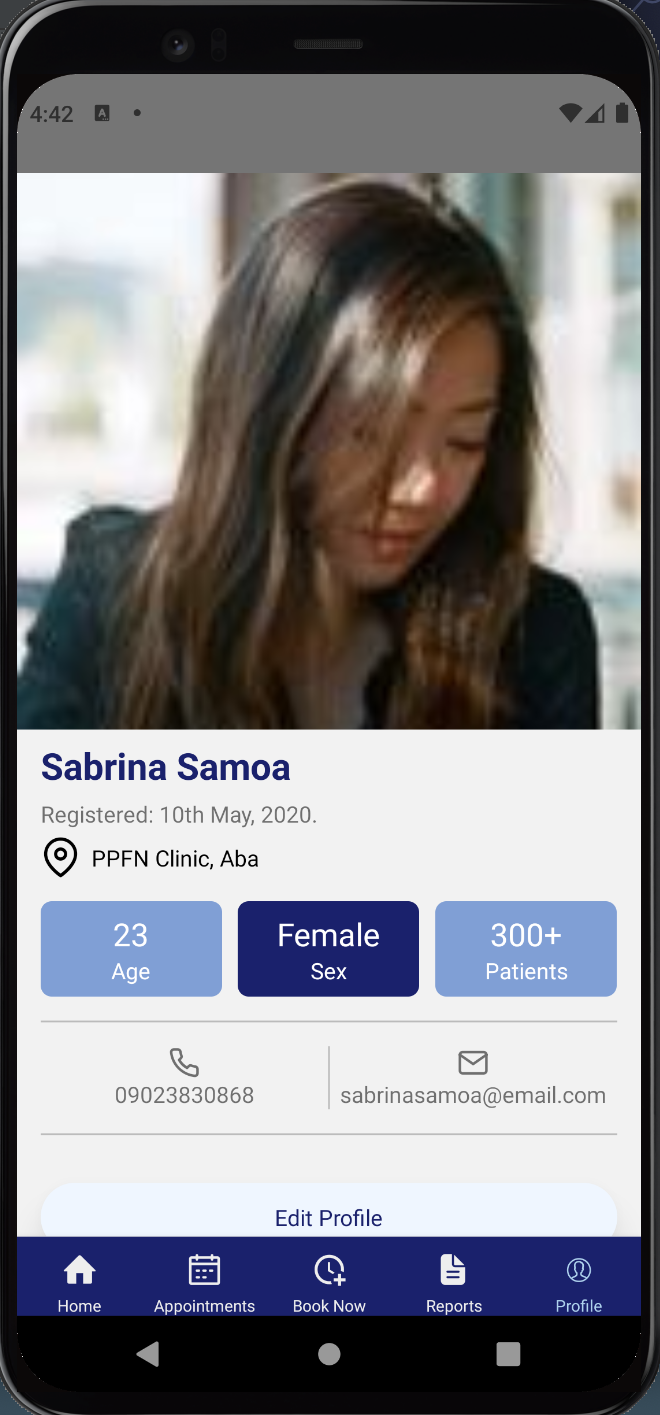 4:42
A
Sabrina Samoa
Registered: 10th May, 2020.
PPFN Clinic, Aba
23 Female 300+
Age Sex Patients
09023830868 sabrinasamoa@email.com
Edit Profile
Home Appointments Book Now Reports Profile